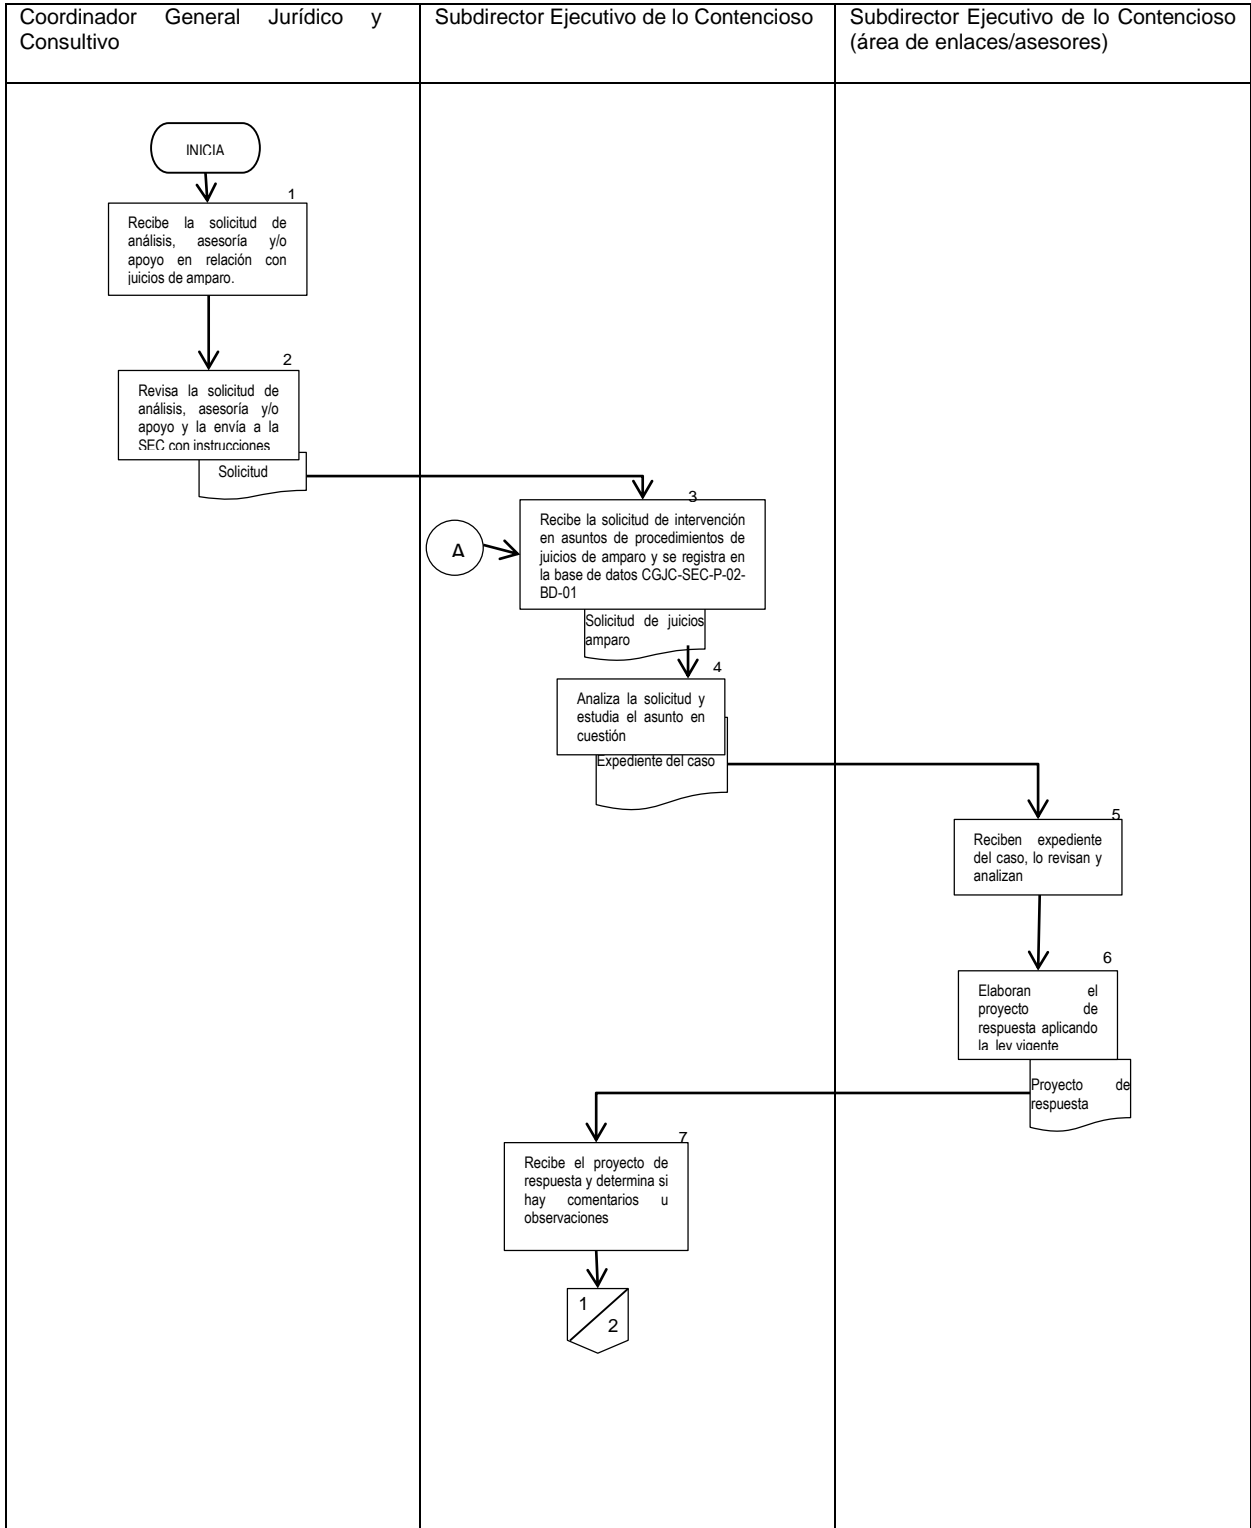 Coordinador General Jurídico y
Consultivo
Subdirector Ejecutivo de lo Contencioso
Subdirector Ejecutivo de lo Contencioso
(área de enlaces/asesores)
INICIA
1
Recibe la solicitud de
análisis, asesoría y/o
apoyo en relación con
juicios de amparo.
2
Revisa la solicitud de
análisis, asesoría y/o
apoyo y la envía a la
SEC con instrucciones
Solicitud
3
A
Recibe la solicitud de intervención
en asuntos de procedimientos de
juicios de amparo y se registra en
la base de datos CGJC-SEC-P-02-
BD-01
Solicitud de juicios
amparo
4
Analiza la solicitud y
estudia el asunto en
cuestión
Expediente del caso
5
Reciben expediente
del caso, lo revisan y
analizan
6
Elaboran el
proyecto de
respuesta aplicando
la ley vigente
Proyecto de
respuesta
7
Recibe el proyecto de
respuesta y determina si
hay comentarios u
observaciones
1
2